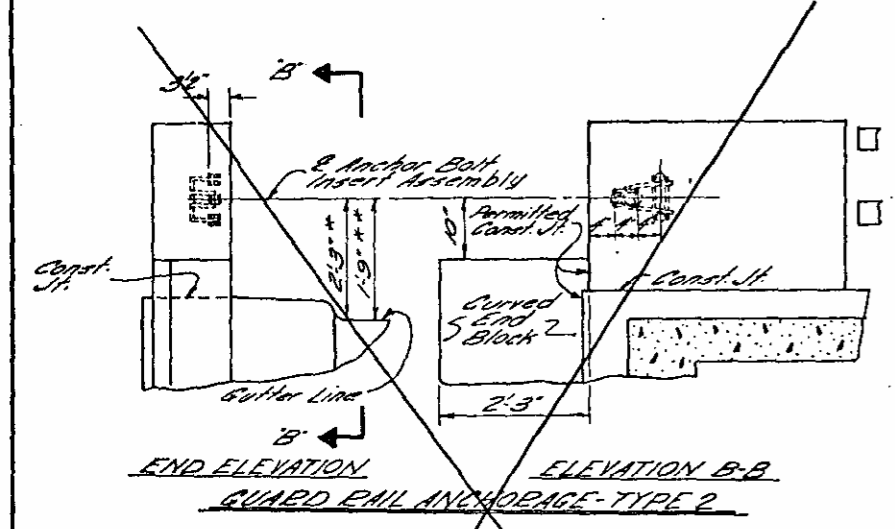 "B"
3½"
℄ Anchor Bolt
Insert Assembly
2'-9" *
1'-9" * *
10"
Permitted
Const. Jt.
Const.
Jt.
Const. Jt.
Curved
End
Block
Gutter Line
2'-3"
"B"
END ELEVATION
ELEVATION B-B
GUARD RAIL ANCHORAGE-TYPE 2